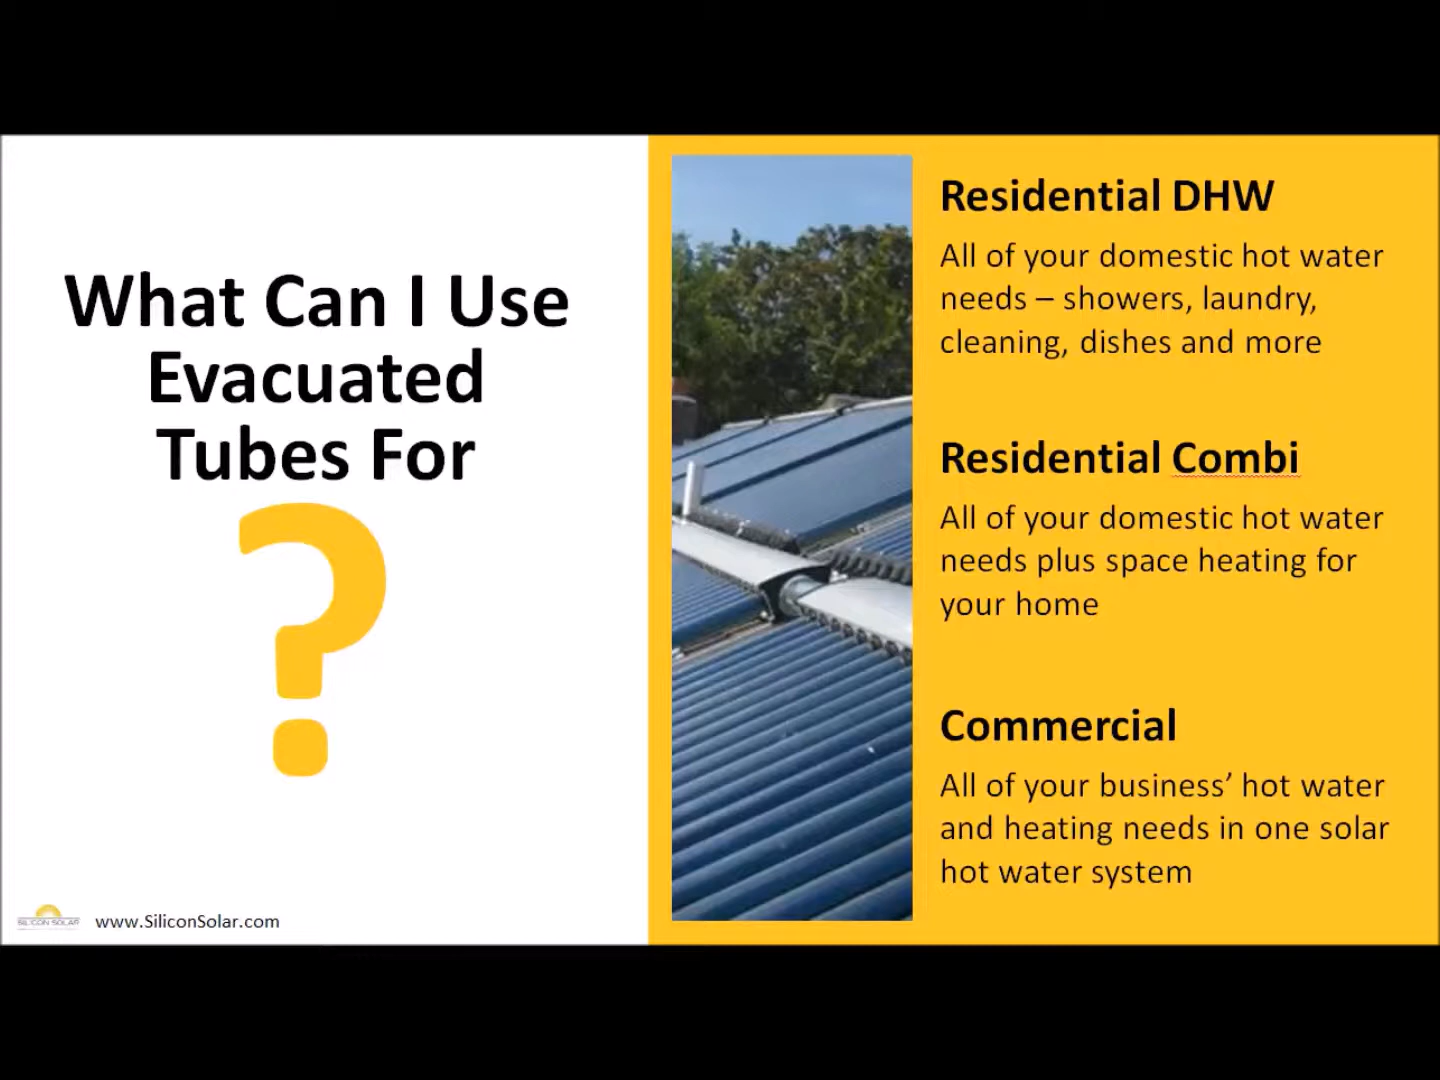 What Can I Use
Evacuated
Tubes For
?
Residential DHW
All of your domestic hot water
needs – showers, laundry,
cleaning, dishes and more
Residential Combi
All of your domestic hot water
needs plus space heating for
your home
Commercial
All of your business’ hot water
and heating needs in one solar
hot water system
SILICON SOLAR
www.SiliconSolar.com